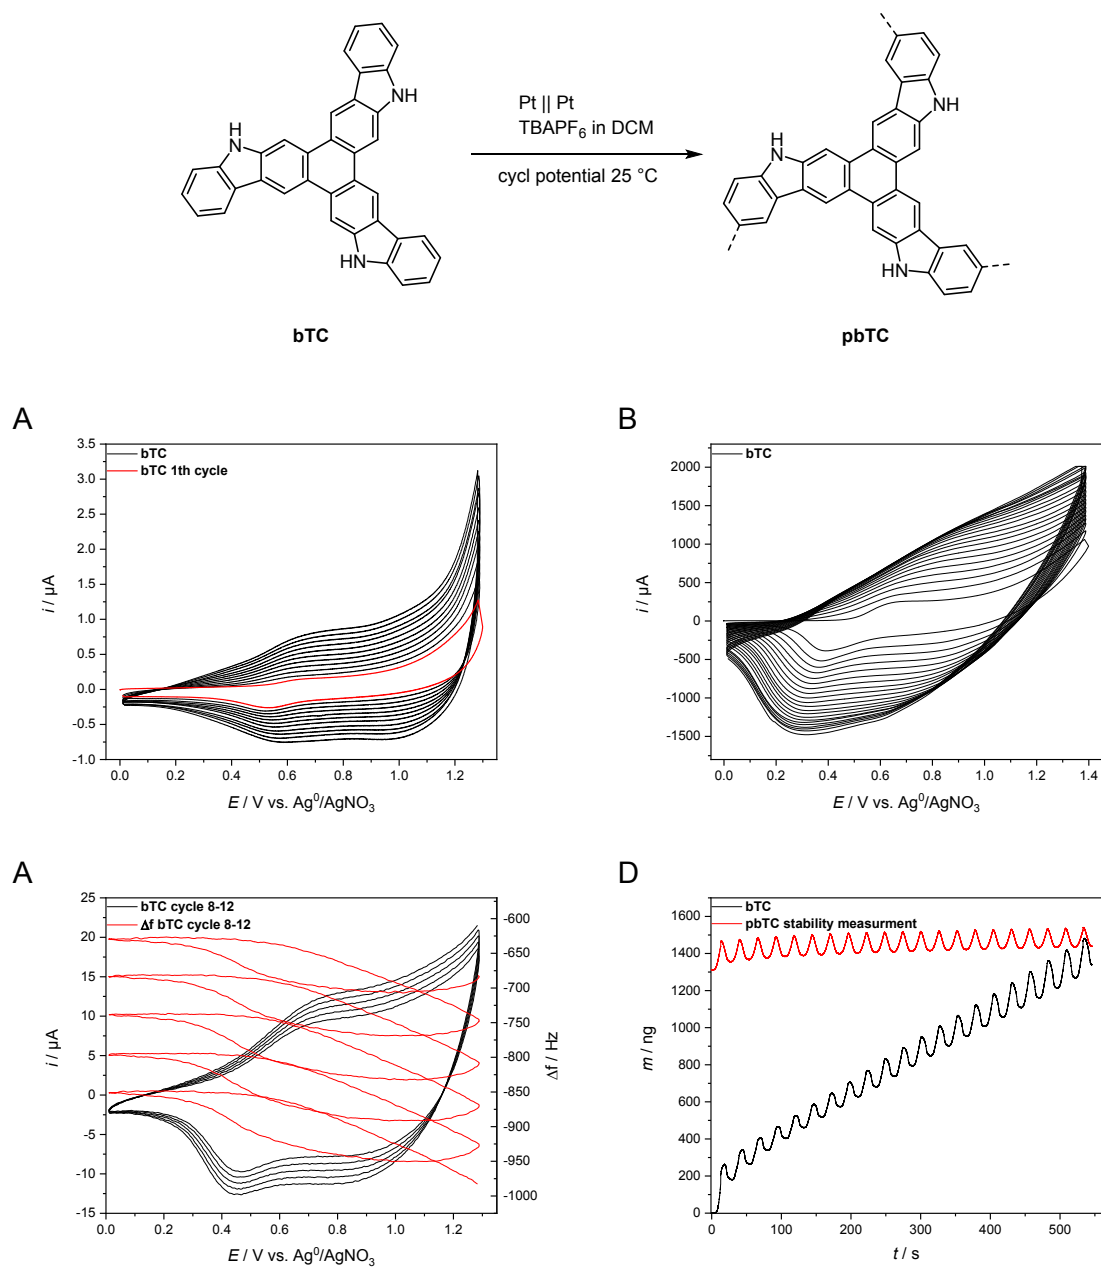 NH
H
N
NH
Pt || Pt
TBAPF6 in DCM
cycl potential 25 °C
NH
H
N
HN
bTC
pbTC
A
bTC
bTC 1th cycle
3.5
3.0
2.5
2.0
1.5
1.0
0.5
0.0
-0.5
-1.0
i / µA
0.0 0.2 0.4 0.6 0.8 1.0 1.2
E / V vs. Ag0/AgNO3
B
bTC
2000
1500
1000
500
0
-500
-1000
-1500
i / µA
0.0 0.2 0.4 0.6 0.8 1.0 1.2 1.4
E / V vs. Ag0/AgNO3
A
bTC cycle 8-12
Δf bTC cycle 8-12
25
20
15
10
5
0
-5
-10
-15
i / µA
-600
-650
-700
-750
-800
-850
-900
-950
-1000
Δf / Hz
0.0 0.2 0.4 0.6 0.8 1.0 1.2
E / V vs. Ag0/AgNO3
D
bTC
pbTC stability measurment
1600
1400
1200
1000
800
600
400
200
0
m / ng
0 100 200 300 400 500
t / s